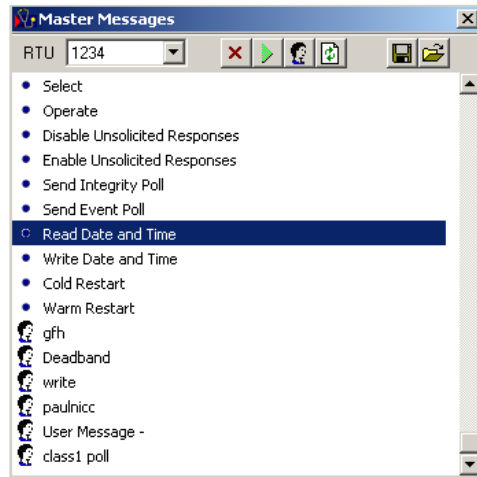 Master Messages
RTU 1234
Select
Operate
Disable Unsolicited Responses
Enable Unsolicited Responses
Send Integrity Poll
Send Event Poll
Read Date and Time
Write Date and Time
Cold Restart
Warm Restart
gfh
Deadband
write
paulnicc
User Message -
class1 poll